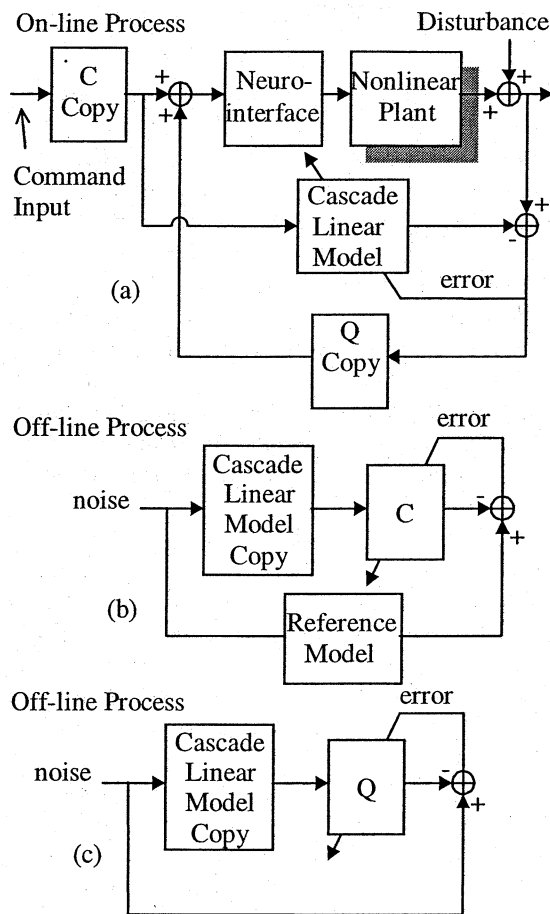 On-line Process
Disturbance
C
Copy
+
+
Neuro-
interface
Nonlinear
Plant
+
+
Command
Input
Cascade
Linear
Model
+
-
error
(a)
Q
Copy
Off-line Process
error
noise
Cascade
Linear
Model
Copy
C
-
+
(b)
Reference
Model
Off-line Process
error
noise
Cascade
Linear
Model
Copy
Q
-
+
(c)